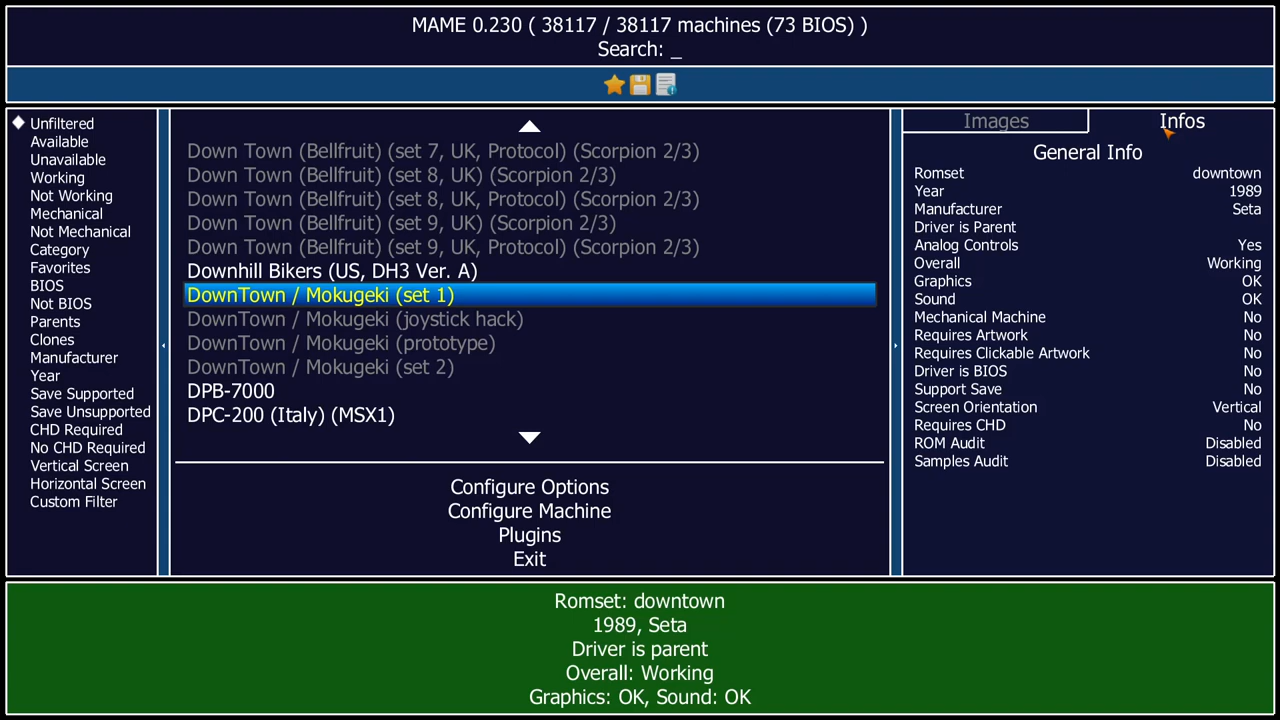 MAME 0.230 ( 38117 / 38117 machines (73 BIOS) )
Search: _
Unfiltered
Available
Unavailable
Working
Not Working
Mechanical
Not Mechanical
Category
Favorites
BIOS
Not BIOS
Parents
Clones
Manufacturer
Year
Save Supported
Save Unsupported
CHD Required
No CHD Required
Vertical Screen
Horizontal Screen
Custom Filter
Down Town (Bellfruit) (set 7, UK, Protocol) (Scorpion 2/3)
Down Town (Bellfruit) (set 8, UK) (Scorpion 2/3)
Down Town (Bellfruit) (set 8, UK, Protocol) (Scorpion 2/3)
Down Town (Bellfruit) (set 9, UK) (Scorpion 2/3)
Down Town (Bellfruit) (set 9, UK, Protocol) (Scorpion 2/3)
Downhill Bikers (US, DH3 Ver. A)
DownTown / Mokugeki (set 1)
DownTown / Mokugeki (joystick hack)
DownTown / Mokugeki (prototype)
DownTown / Mokugeki (set 2)
DPB-7000
DPC-200 (Italy) (MSX1)
Configure Options
Configure Machine
Plugins
Exit
Images Infos
General Info
Romset downtown
Year 1989
Manufacturer Seta
Driver is Parent
Analog Controls Yes
Overall Working
Graphics OK
Sound OK
Mechanical Machine No
Requires Artwork No
Requires Clickable Artwork No
Driver is BIOS No
Support Save No
Screen Orientation Vertical
Requires CHD No
ROM Audit Disabled
Samples Audit Disabled
Romset: downtown
1989, Seta
Driver is parent
Overall: Working
Graphics: OK, Sound: OK